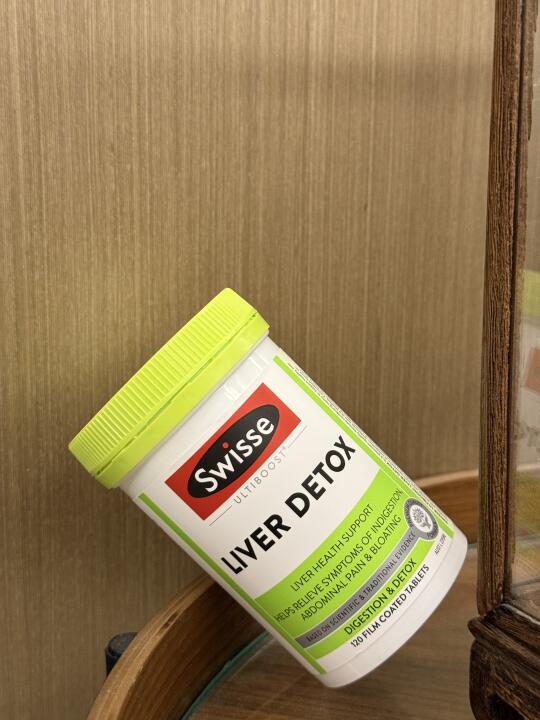 Swisse
ULTIBOOST®
LIVER DETOX
LIVER HEALTH SUPPORT
HELPS RELIEVE SYMPTOMS OF INDIGESTION,
ABDOMINAL PAIN & BLOATING
BASED ON SCIENTIFIC & TRADITIONAL EVIDENCE
DIGESTION & DETOX
120 FILM COATED TABLETS